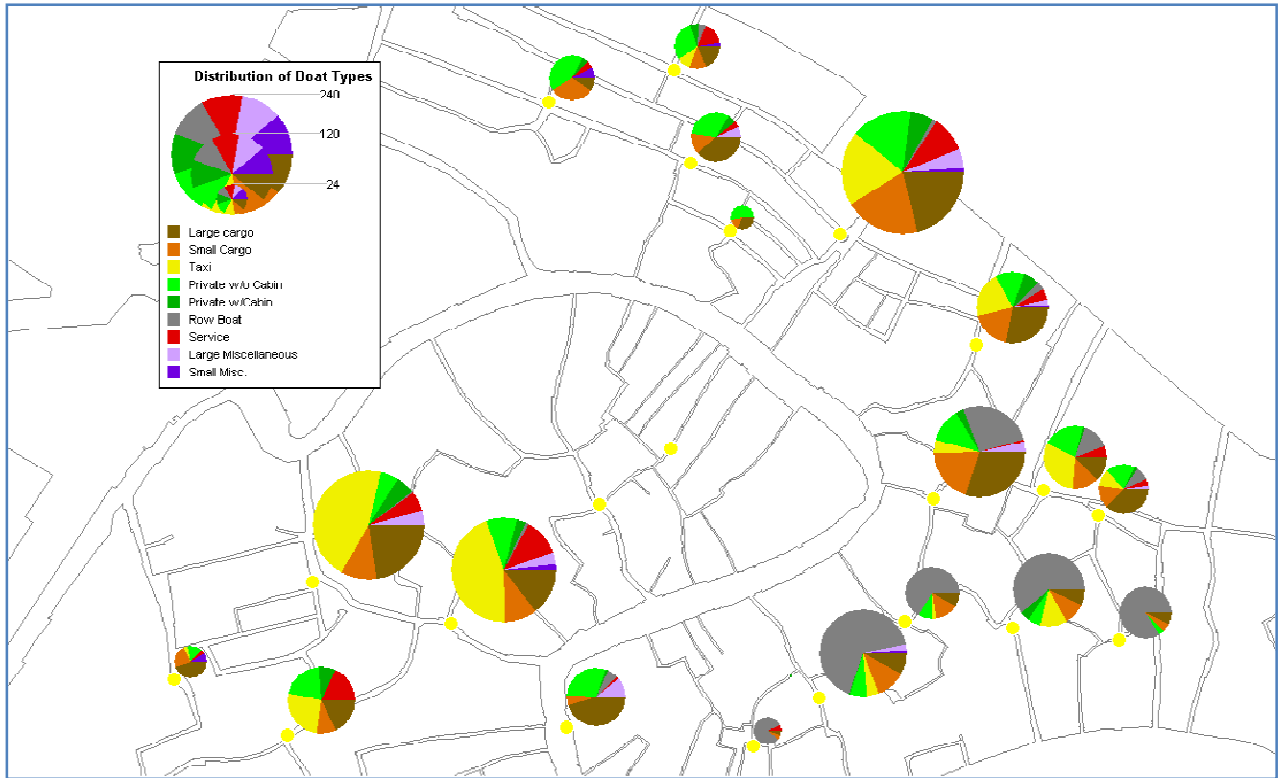 Distribution of Doat Types
240
120
24
Large cargo
Small Cargo
Taxi
Private w/o Cabin
Private w/Cabin
Row Boat
Service
Large Miscellaneous
Small Misc.